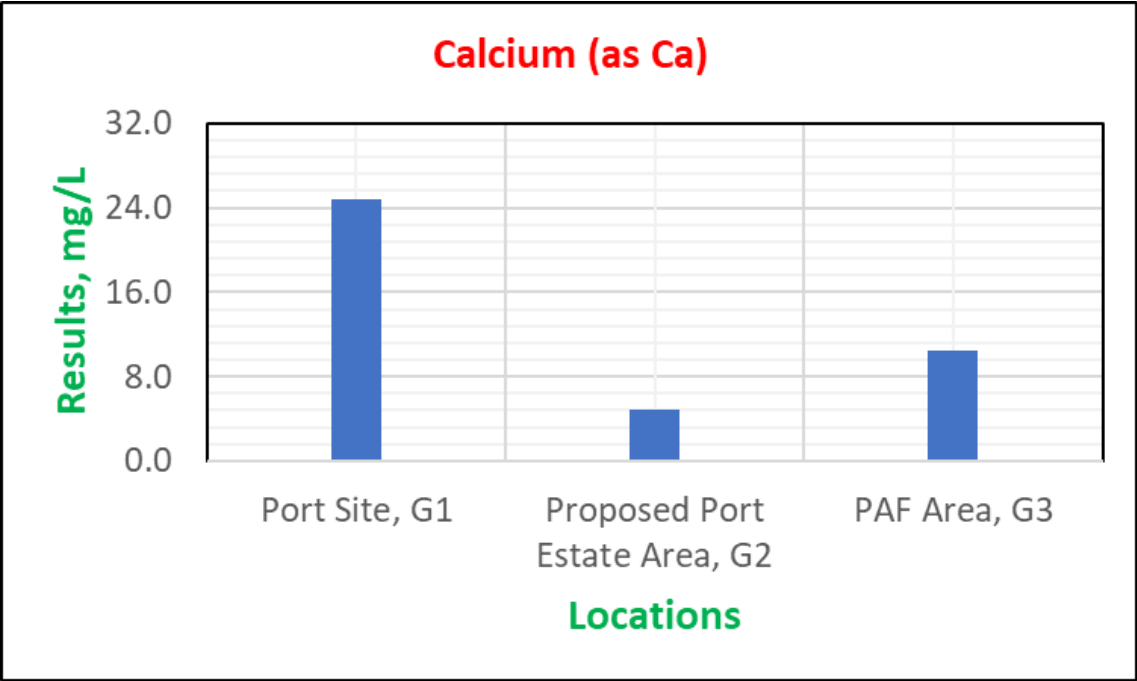 Calcium (as Ca)
Results, mg/L
32.0
24.0
16.0
8.0
0.0
Port Site, G1
Proposed Port
Estate Area, G2
PAF Area, G3
Locations